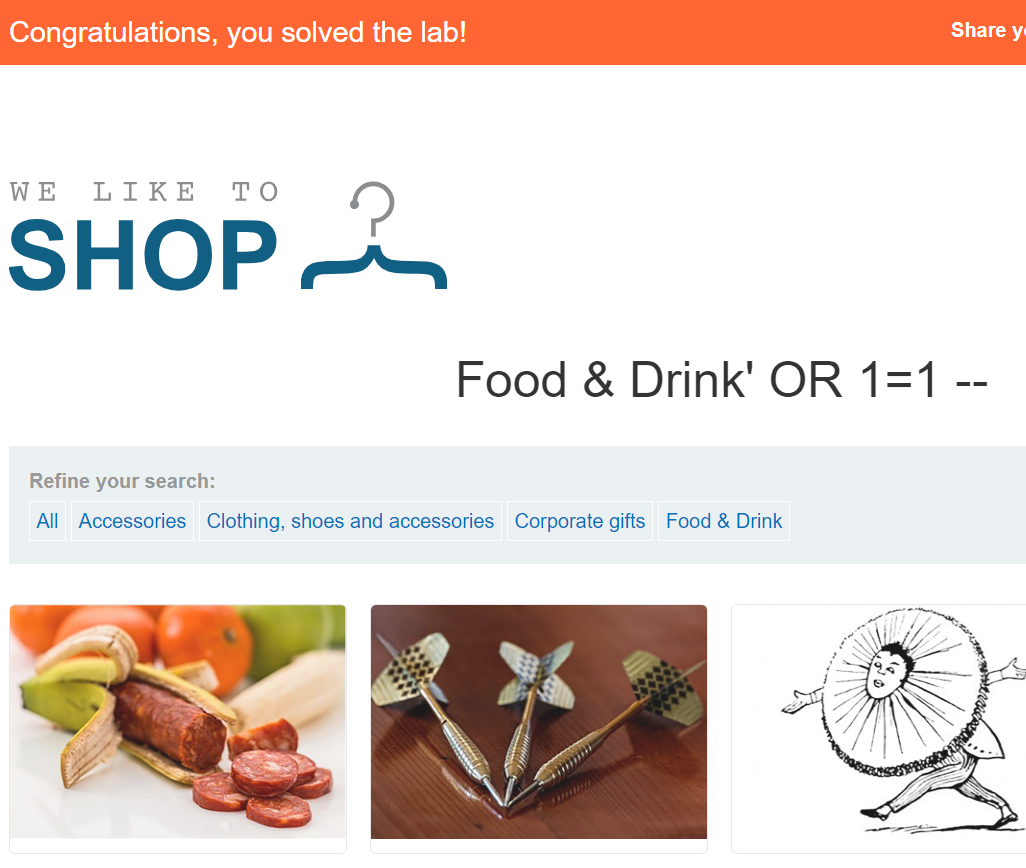 Congratulations, you solved the lab!
Share
WE LIKE TO
SHOP
Food & Drink' OR 1=1 --
Refine your search:
All Accessories Clothing, shoes and accessories Corporate gifts Food & Drink